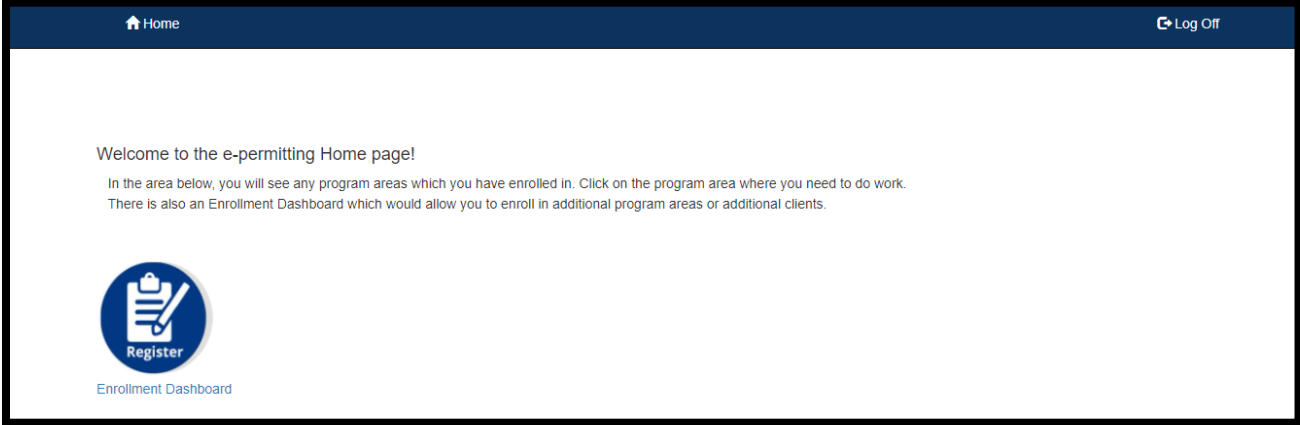 Home
Log Off
Welcome to the e-permitting Home page!
In the area below, you will see any program areas which you have enrolled in. Click on the program area where you need to do work.
There is also an Enrollment Dashboard which would allow you to enroll in additional program areas or additional clients.
Register
Enrollment Dashboard